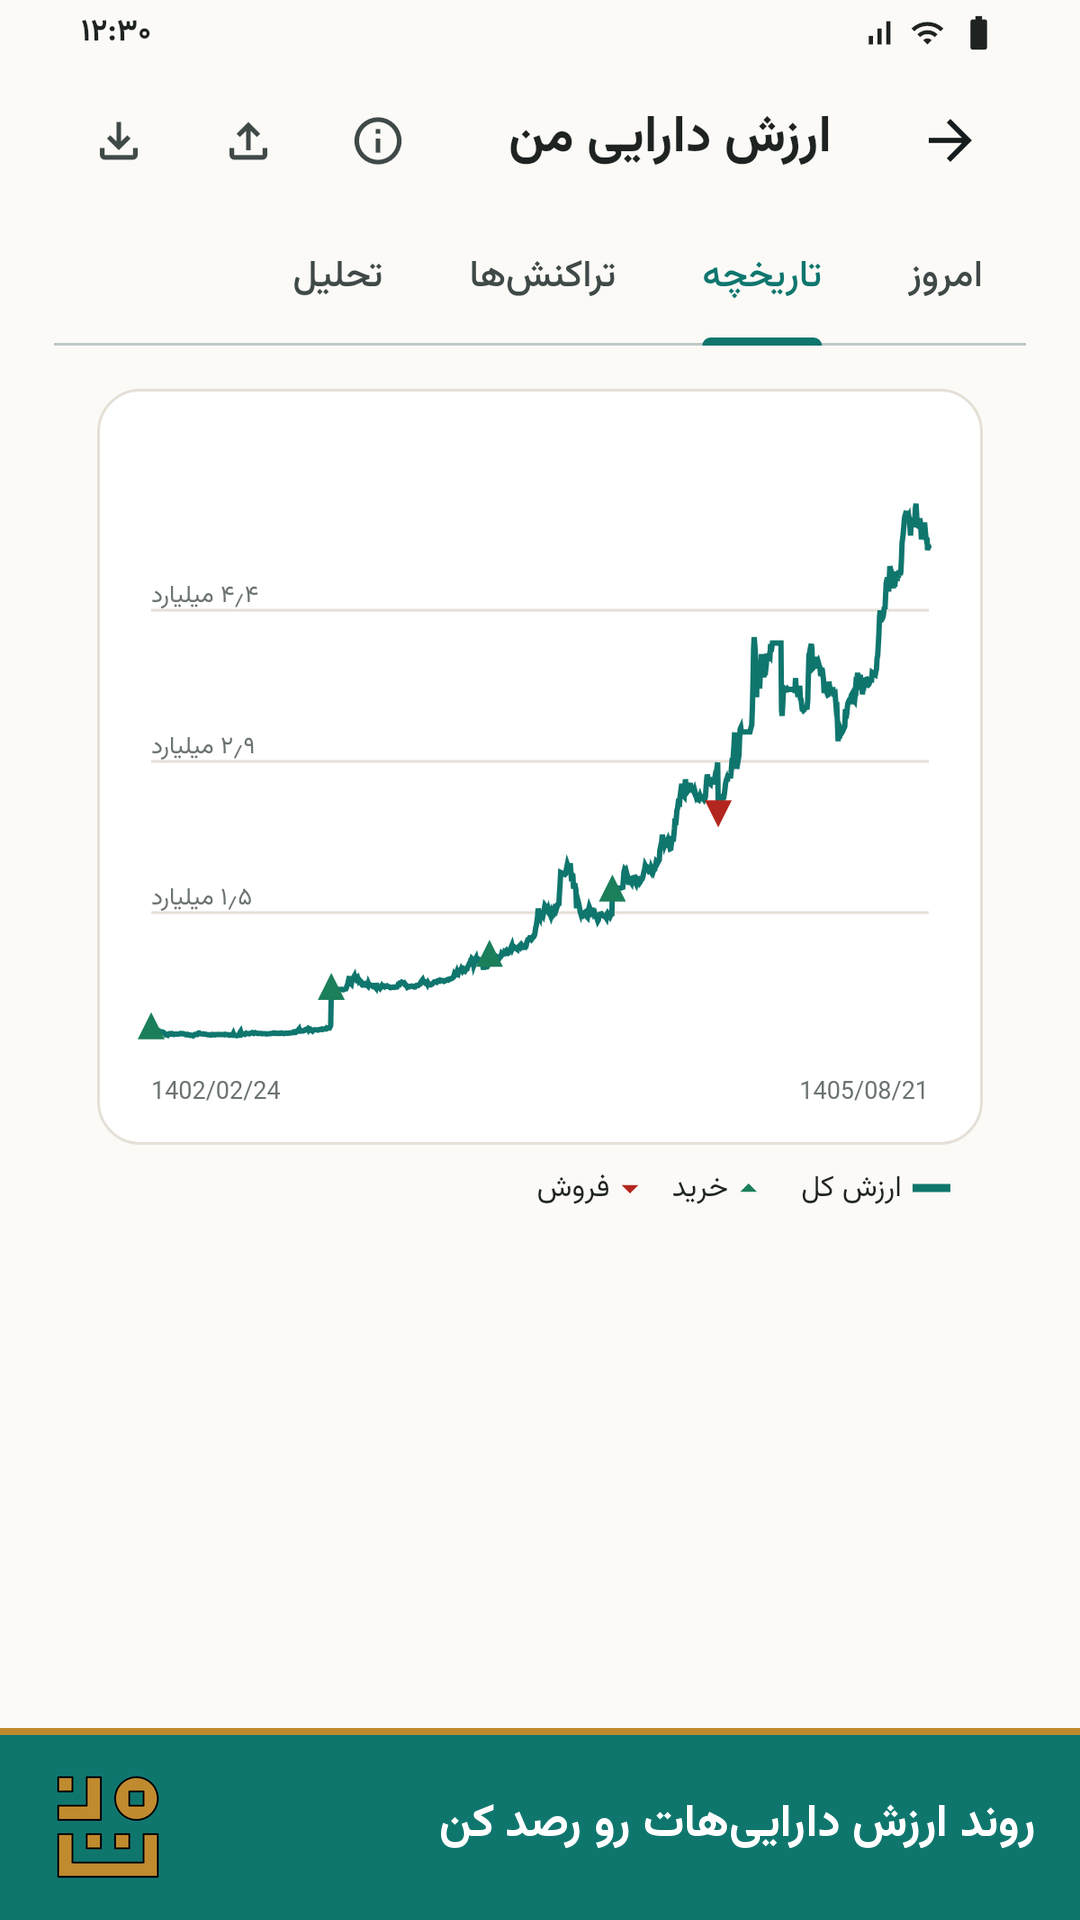 ۱۲:۳۰
ارزش دارایی من
امروز تاریخچه تراکنش‌ها تحلیل
۴٫۴ میلیارد
۲٫۹ میلیارد
۱٫۵ میلیارد
1402/02/24 1405/08/21
ارزش کل خرید فروش
روند ارزش دارایی‌هات رو رصد کن